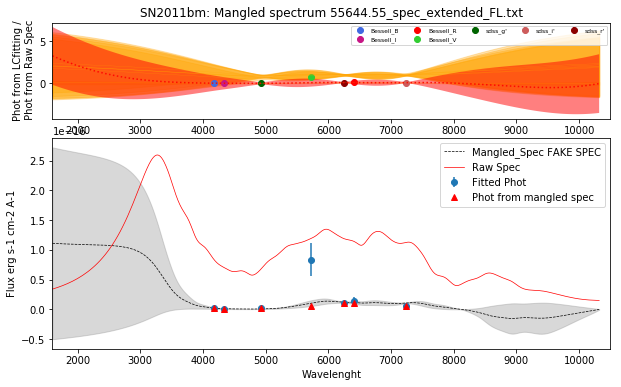 SN2011bm: Mangled spectrum 55644.55_spec_extended_FL.txt
Phot from LCfitting /
Phot from Raw Spec
Bessell_B
Bessell_I
Bessell_R
Bessell_V
sdss_g'
sdss_i'
sdss_r'
5
0
2000 3000 4000 5000 6000 7000 8000 9000 10000
Flux erg s-1 cm-2 A-1
2.5
2.0
1.5
1.0
0.5
0.0
−0.5
Mangled_Spec FAKE SPEC
Raw Spec
Fitted Phot
Phot from mangled spec
2000 3000 4000 5000 6000 7000 8000 9000 10000
Wavelenght